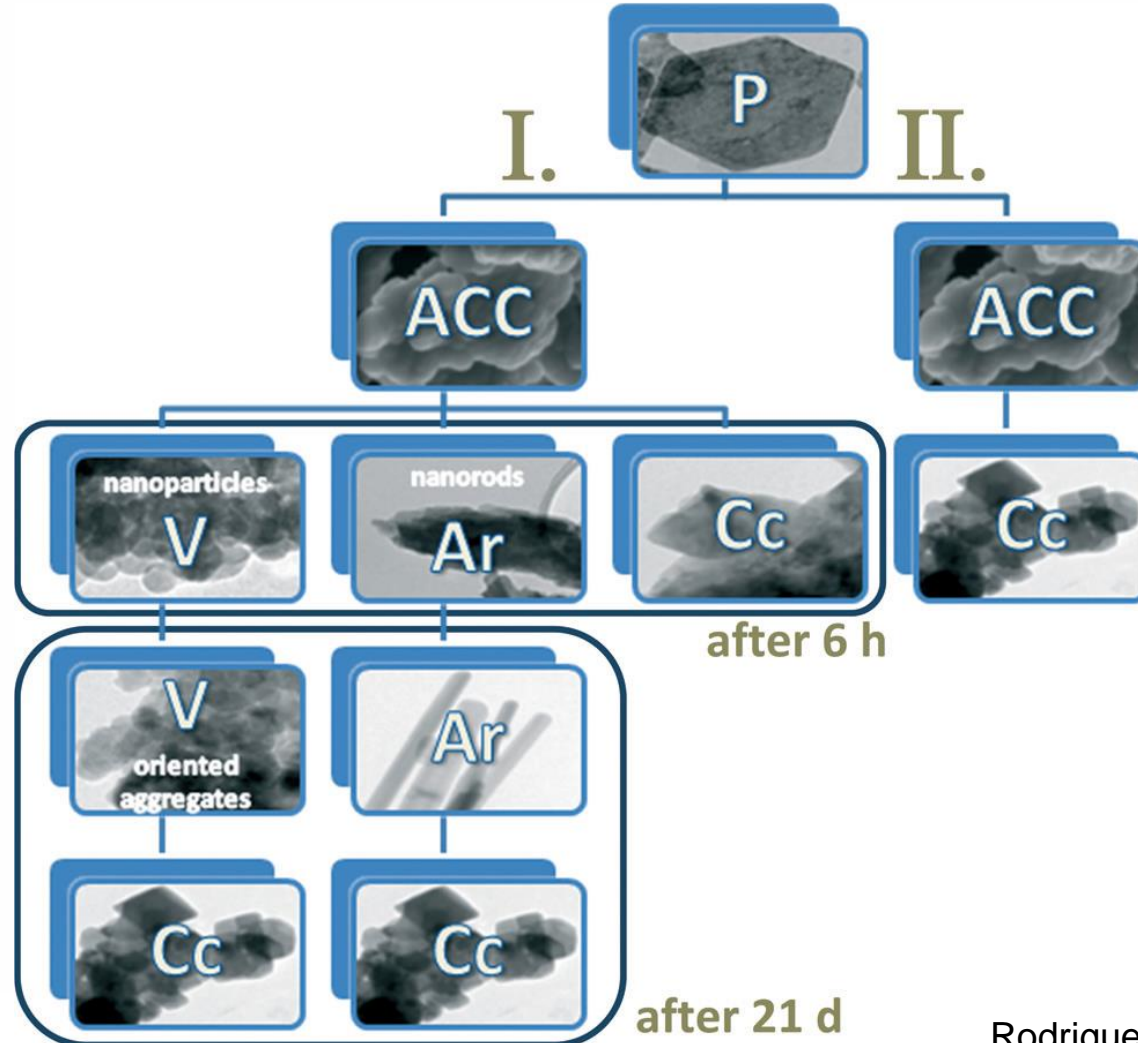 P
I.
II.
ACC
ACC
nanoparticles
V
nanorods
Ar
Cc
Cc
after 6 h
V
oriented
aggregates
Ar
Cc
Cc
after 21 d
Rodrigue